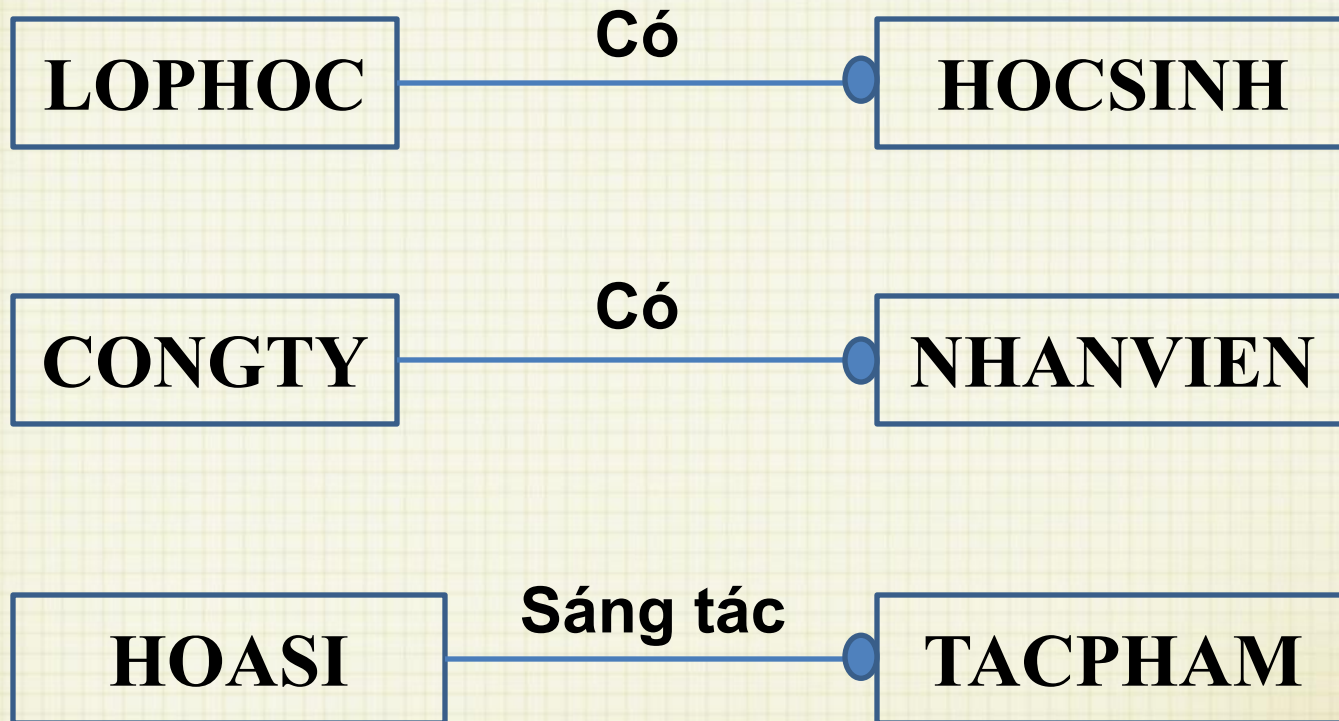 Có
LOPHOC
HOCSINH
Có
CONGTY
NHANVIEN
Sáng tác
HOASI
TACPHAM